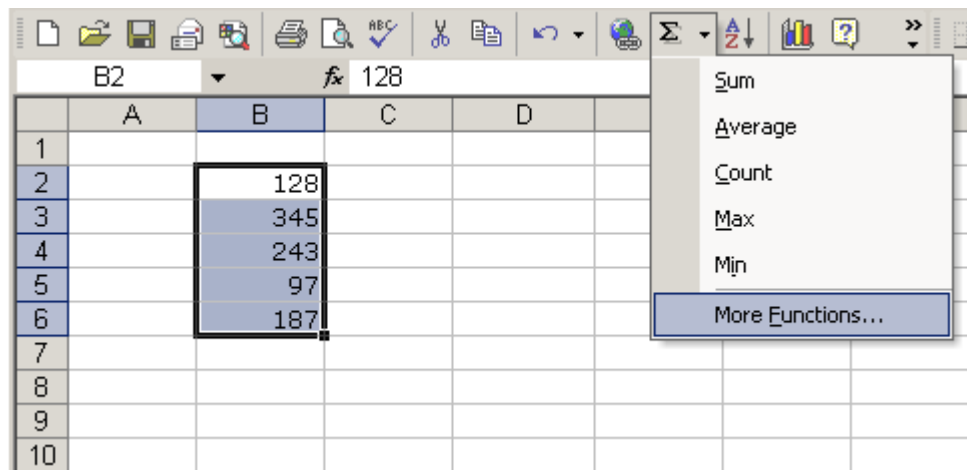 ABC
Σ
A
Z
?
»
B2 fx 128
A B C D
Sum
Average
Count
Max
Min
More Functions...
1
2 128
3 345
4 243
5 97
6 187
7
8
9
10